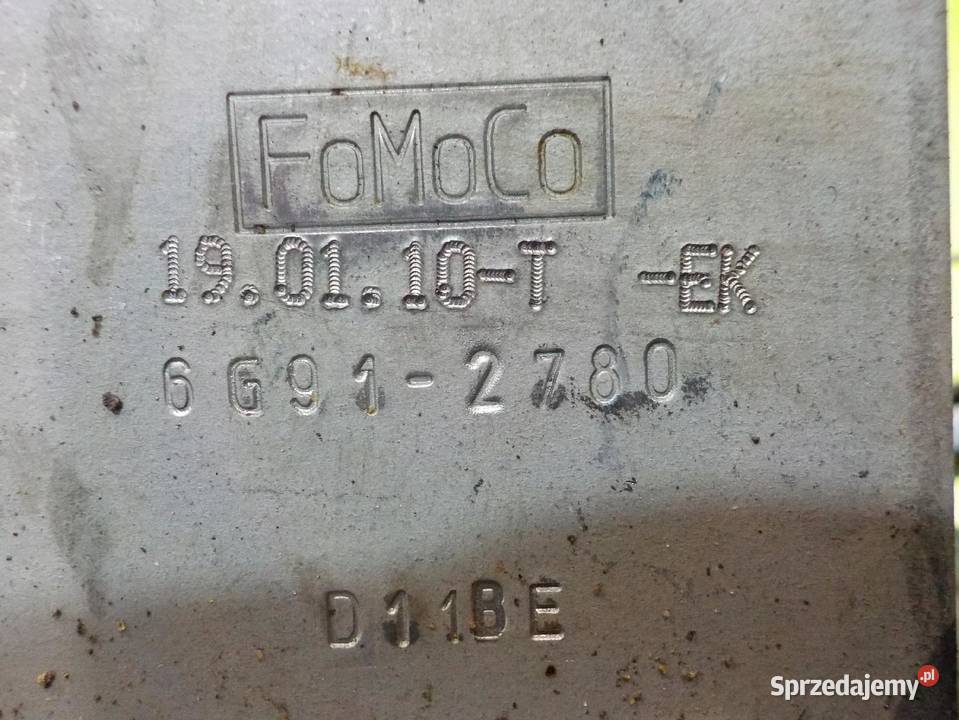 FoMoCo
19.01.10-T -EK
6G91-2780
D11BE
Sprzedajemy.pl